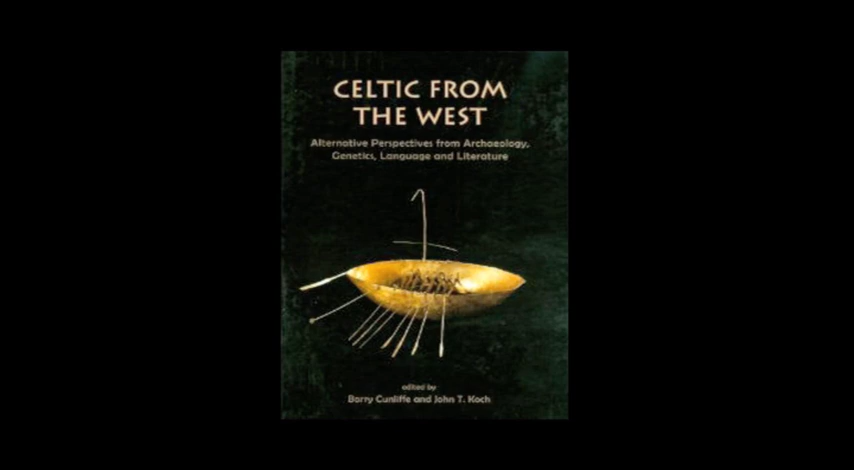 CELTIC FROM
THE WEST
Alternative Perspectives from Archaeology,
Genetics, Language and Literature
edited by
Barry Cunliffe and John T. Koch